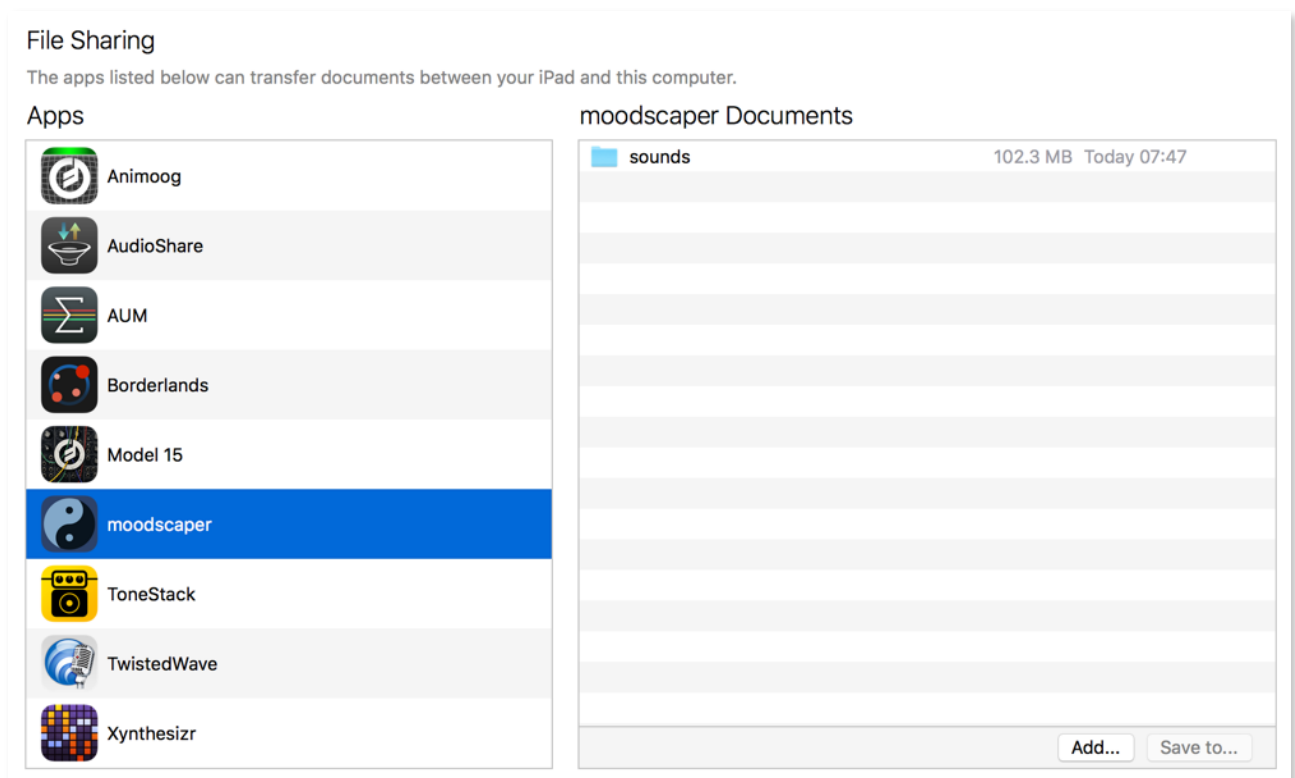 File Sharing
The apps listed below can transfer documents between your iPad and this computer.
Apps
Animoog
AudioShare
AUM
Borderlands
Model 15
moodscaper
ToneStack
TwistedWave
Xynthesizr
moodscaper Documents
sounds 102.3 MB Today 07:47
Add... Save to...